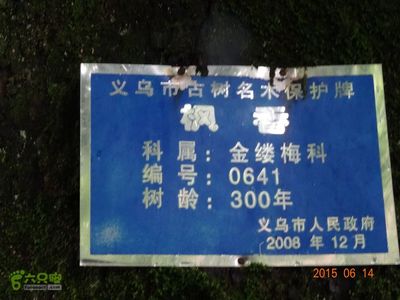 义乌市古树名木保护牌
枫香
科属：金缕梅科
编号：0641
树龄：300年
义乌市人民政府
2008 年 12月
2015 06 14
六只脚